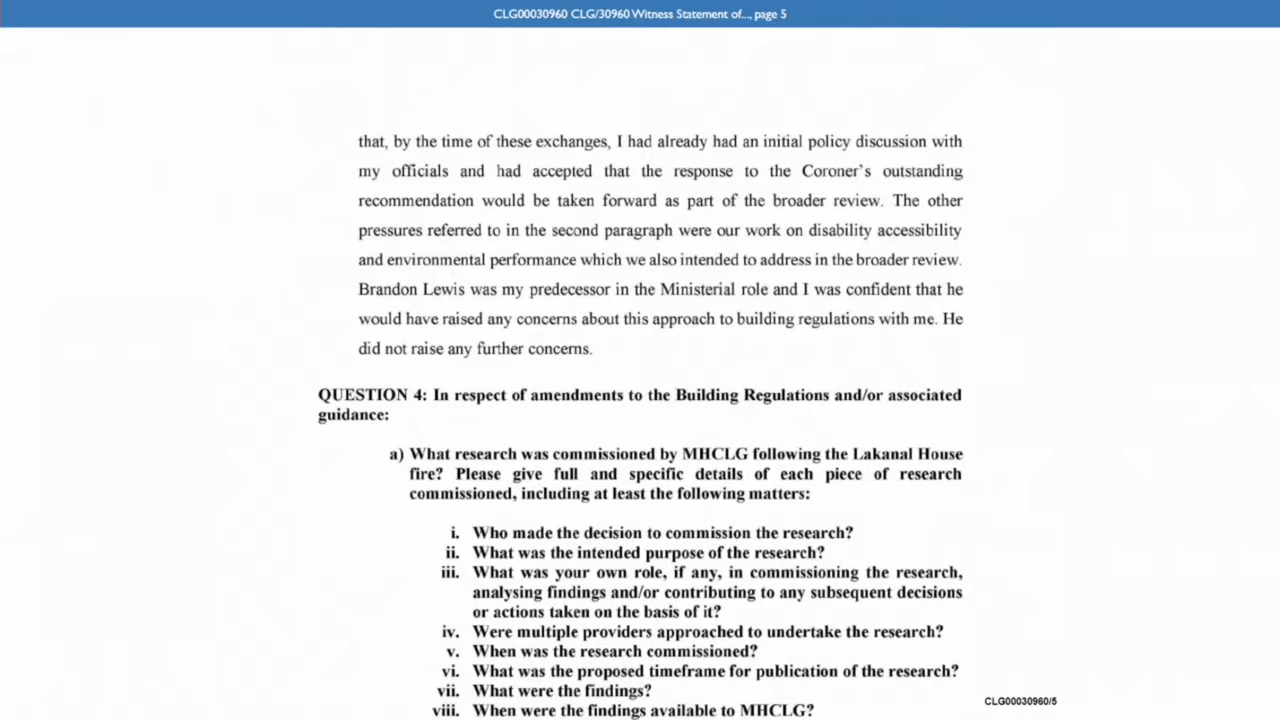 CLG00030960 CLG/30960 Witness Statement of..., page 5
that, by the time of these exchanges, I had already had an initial policy discussion with
my officials and had accepted that the response to the Coroner's outstanding
recommendation would be taken forward as part of the broader review. The other
pressures referred to in the second paragraph were our work on disability accessibility
and environmental performance which we also intended to address in the broader review.
Brandon Lewis was my predecessor in the Ministerial role and I was confident that he
would have raised any concerns about this approach to building regulations with me. He
did not raise any further concerns.
QUESTION 4: In respect of amendments to the Building Regulations and/or associated
guidance:
a) What research was commissioned by MHCLG following the Lakanal House
fire? Please give full and specific details of each piece of research
commissioned, including at least the following matters:
i. Who made the decision to commission the research?
ii. What was the intended purpose of the research?
iii. What was your own role, if any, in commissioning the research,
analysing findings and/or contributing to any subsequent decisions
or actions taken on the basis of it?
iv. Were multiple providers approached to undertake the research?
v. When was the research commissioned?
vi. What was the proposed timeframe for publication of the research?
vii. What were the findings?
viii. When were the findings available to MHCLG?
CLG00030960/5